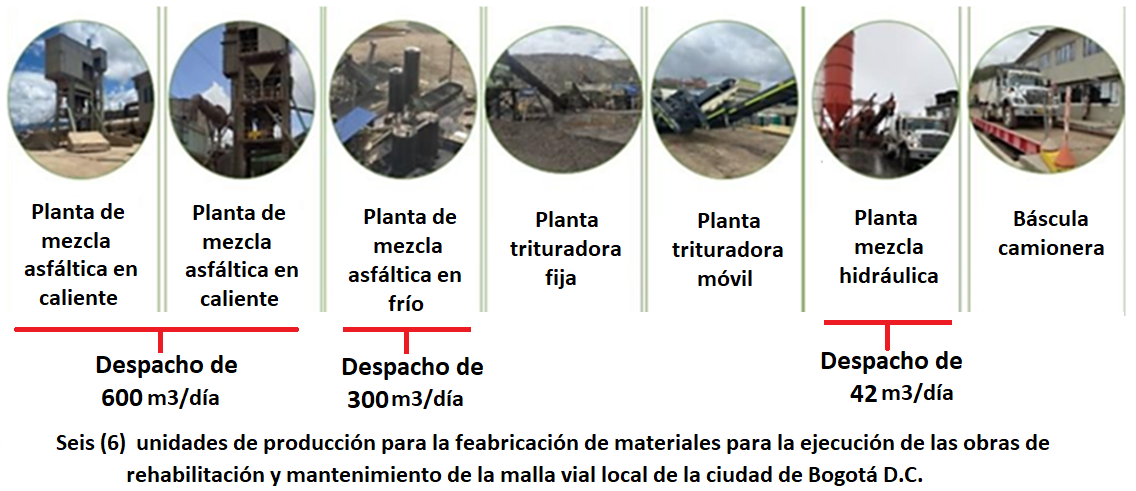 Planta de
mezcla
asfáltica en
caliente
Planta de
mezcla
asfáltica en
caliente
Planta de
mezcla
asfáltica en
frío
Planta
trituradora
fija
Planta
trituradora
móvil
Planta
mezcla
hidráulica
Báscula
camionera
Despacho de
600 m3/día
Despacho de
300 m3/día
Despacho de
42 m3/día
Seis (6) unidades de producción para la feabricación de materiales para la ejecución de las obras de
rehabilitación y mantenimiento de la malla vial local de la ciudad de Bogotá D.C.